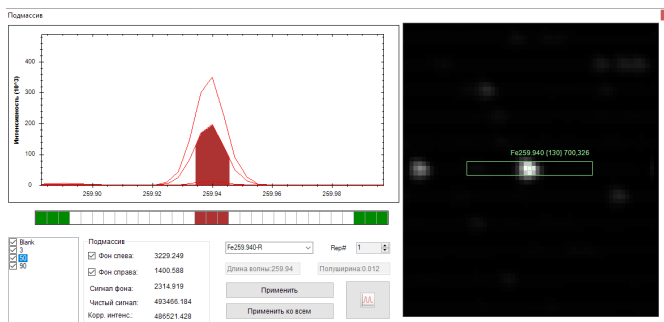 Подмассив
Интенсивность (10^3)
400
300
200
100
0
259.90 259.92 259.94 259.96 259.98
Fe259.940 {130} 700,326
Blank
3
50
90
Подмассив
Фон слева: 3229.249
Фон справа: 1400.588
Сигнал фона: 2314.919
Чистый сигнал: 493466.184
Корр. интенс.: 486521.428
Fe259.940-R Rep# 1
Длина волны:259.94 Полуширина:0.012
Применить
Применить ко всем